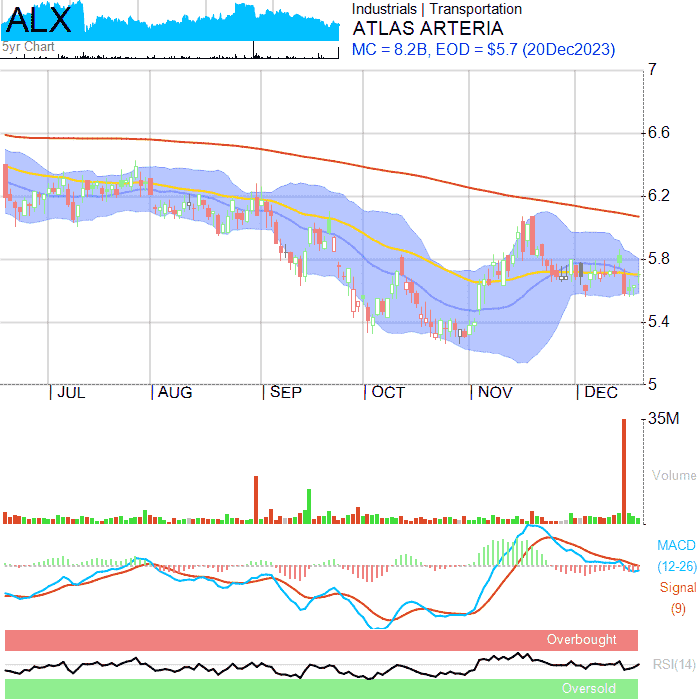 ALX
5yr Chart
Industrials | Transportation
ATLAS ARTERIA
MC = 8.2B, EOD = $5.7 (20Dec2023)
7
6.6
6.2
5.8
5.4
5
JUL AUG SEP OCT NOV DEC
35M
Volume
MACD
(12-26)
Signal
(9)
Overbought
RSI(14)
Oversold